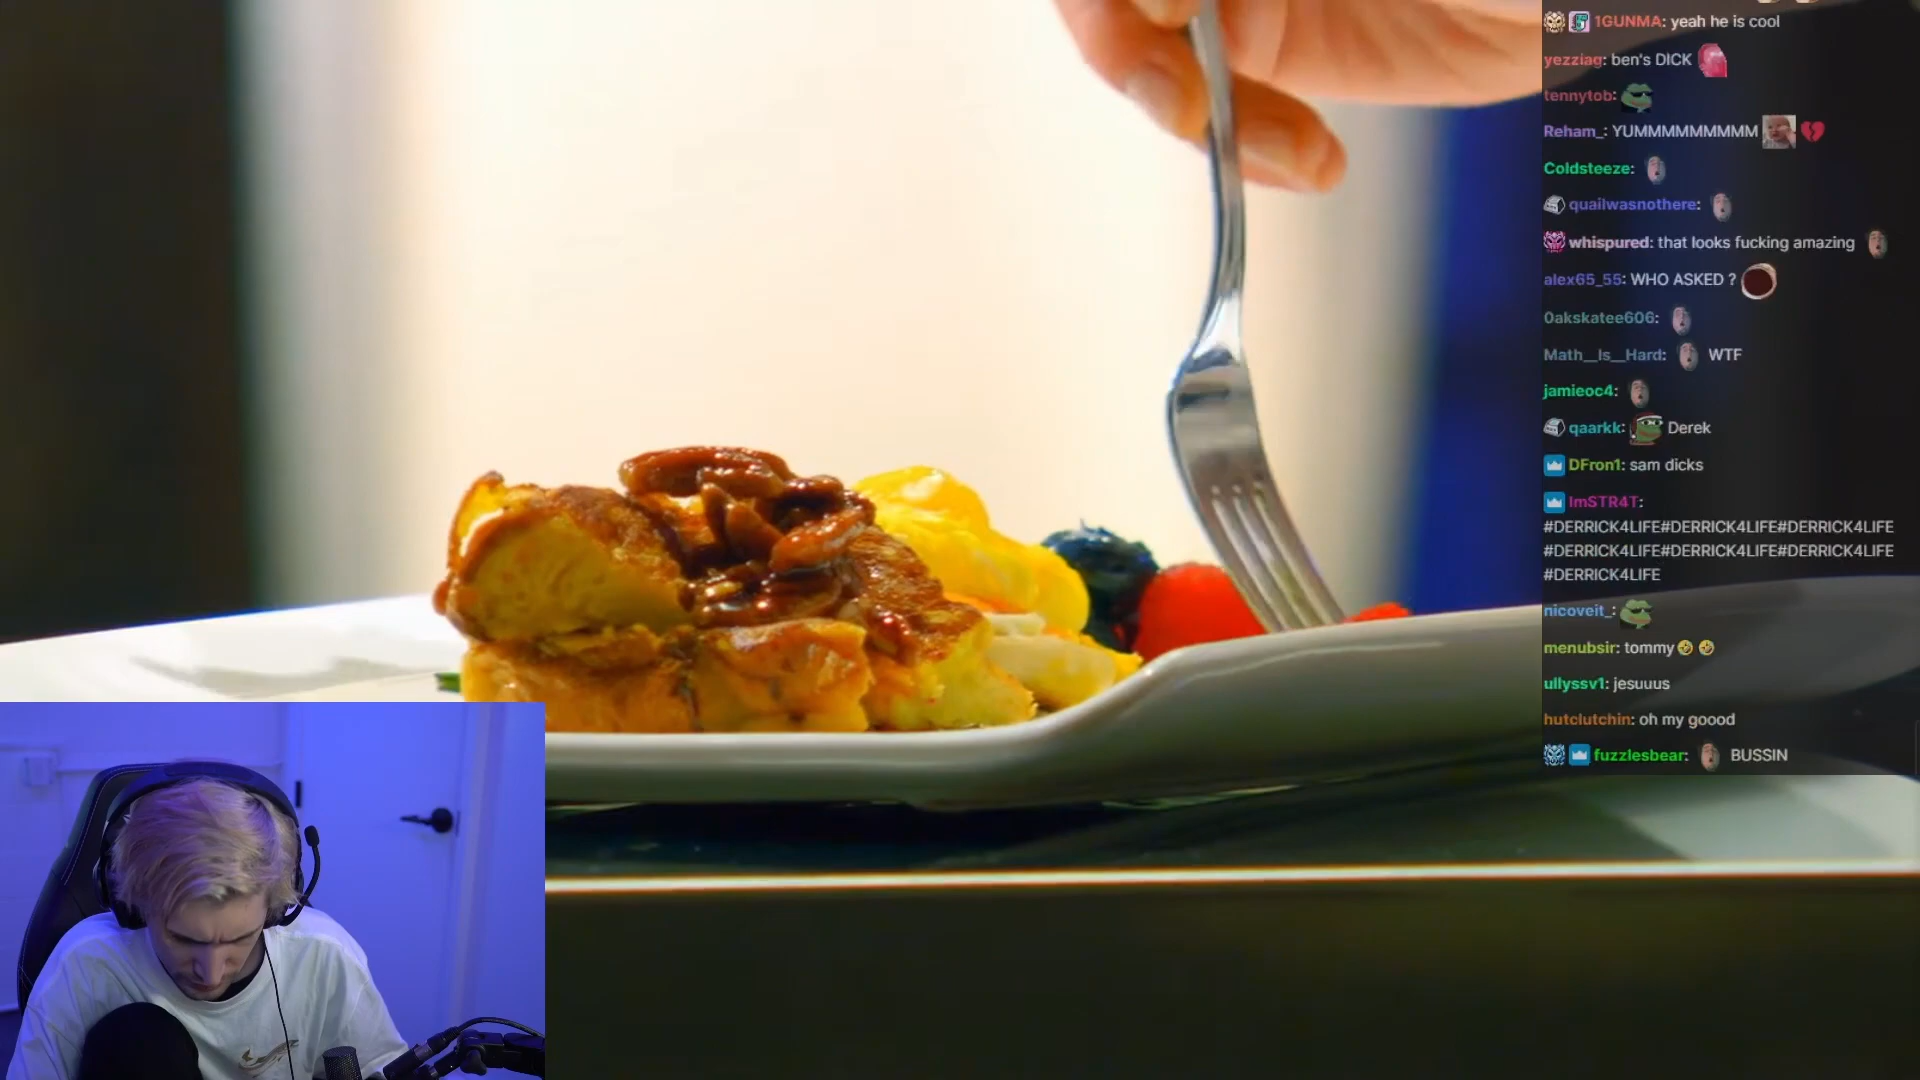 1GUNMA: yeah he is cool
yezziag: ben's DICK
tennytob:
Reham_: YUMMMMMMMMM
Coldsteeze:
quailwasnothere:
whispured: that looks fucking amazing
alex65_55: WHO ASKED ?
0akskatee606:
Math__Is__Hard: WTF
jamieoc4:
qaarkk: Derek
DFron1: sam dicks
ImSTR4T:
#DERRICK4LIFE#DERRICK4LIFE#DERRICK4LIFE
#DERRICK4LIFE#DERRICK4LIFE#DERRICK4LIFE
#DERRICK4LIFE
nicoveit_:
menubsir: tommy🤣 🤣
ullyssv1: jesuuus
hutclutchin: oh my goood
fuzzlesbear: BUSSIN